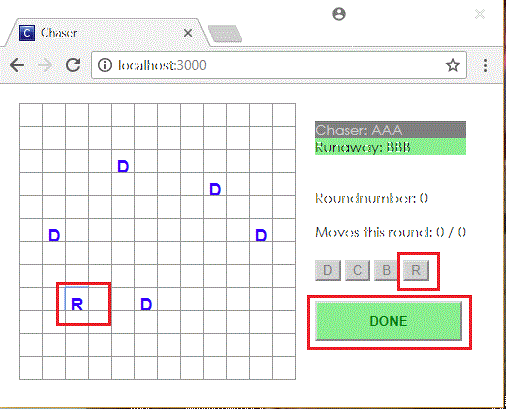 C Chaser
localhost:3000
Chaser: AAA
Runaway: BBB
D
D
Roundnumber: 0
D
D
Moves this round: 0 / 0
D C B R
R
D
DONE